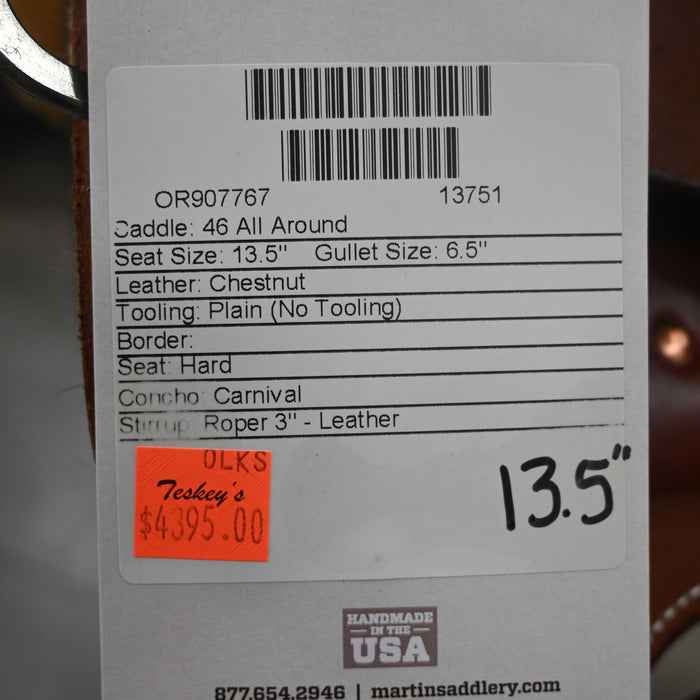 OR907767 13751
Saddle: 46 All Around
Seat Size: 13.5" Gullet Size: 6.5"
Leather: Chestnut
Tooling: Plain (No Tooling)
Border:
Seat: Hard
Concho: Carnival
Stirrup: Roper 3" - Leather
OLKS
Teskey's
$4395.00
13.5"
HANDMADE
IN THE
USA
877.654.2946 | martinsaddlery.com